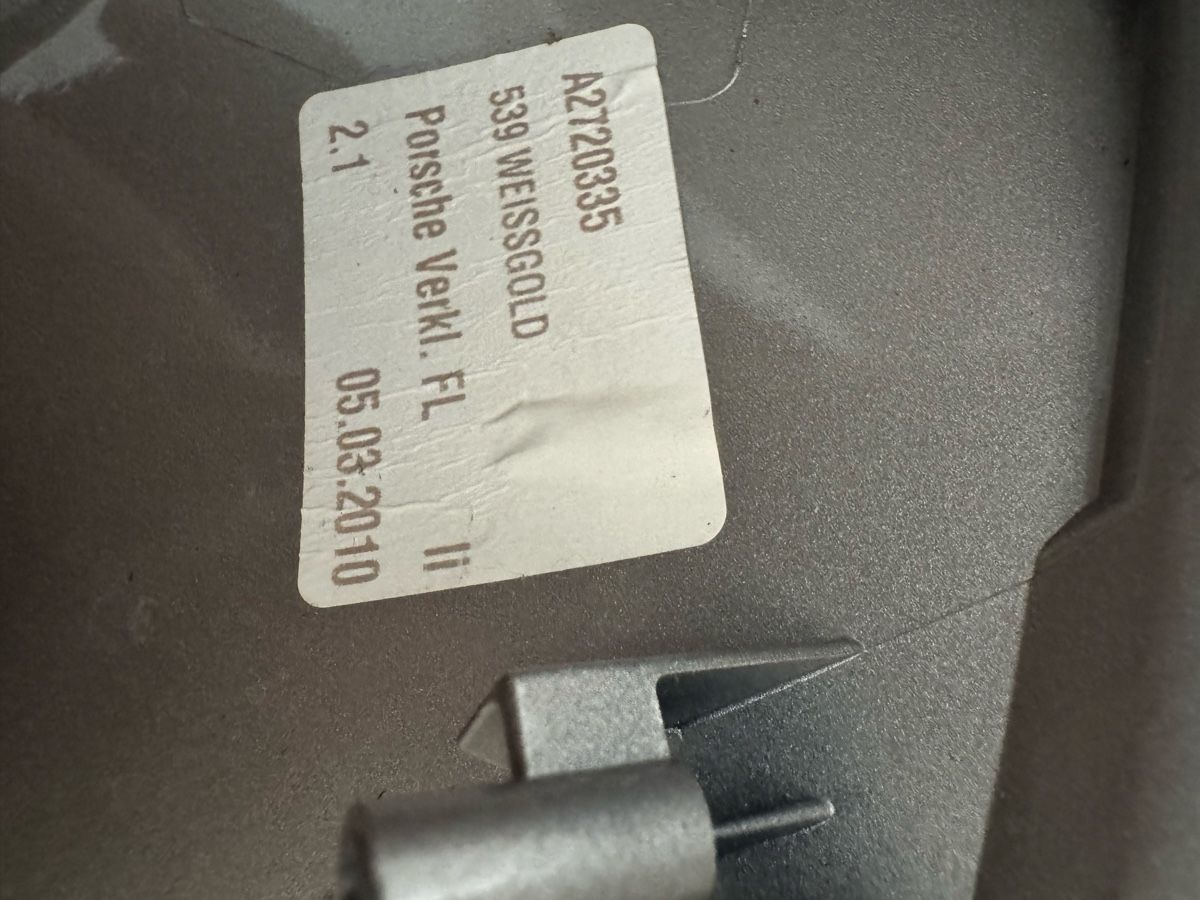 A2720335
539 WEISSGOLD
Porsche Verkl. FL li
2.1 05.03.2010